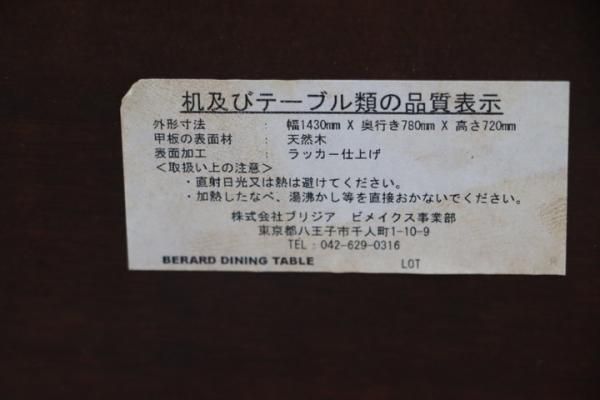 机及びテーブル類の品質表示
外形寸法 : 幅1430mm X 奥行き780mm X 高さ720mm
甲板の表面材 : 天然木
表面加工 : ラッカー仕上げ
＜取扱い上の注意＞
・直射日光又は熱は避けてください。
・加熱したなべ、湯沸かし等を直接おかないでください。
株式会社ブリジア ビメイクス事業部
東京都八王子市千人町1-10-9
TEL : 042-629-0316
BERARD DINING TABLE LOT